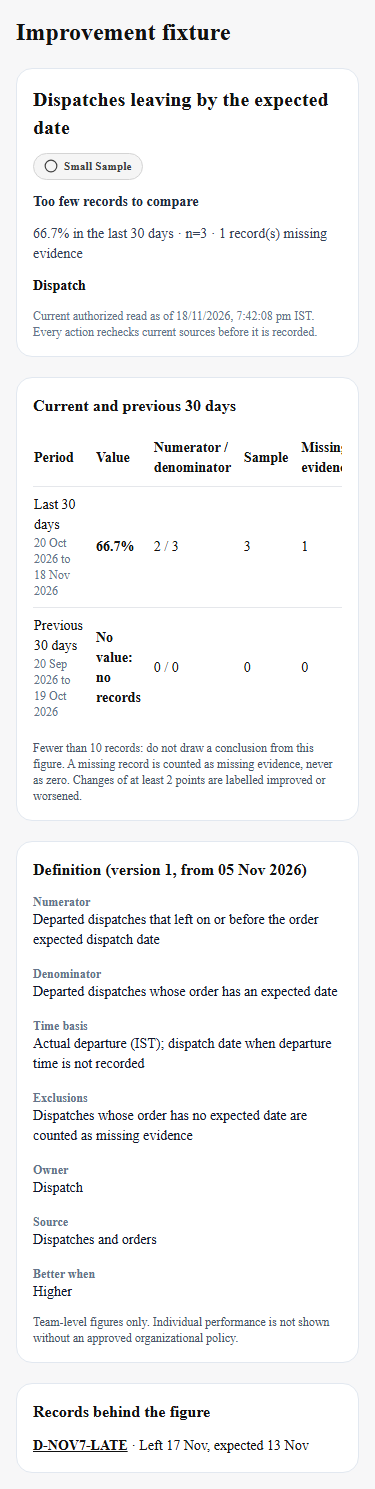 Improvement fixture
Dispatches leaving by the expected
date
Small Sample
Too few records to compare
66.7% in the last 30 days · n=3 · 1 record(s) missing
evidence
Dispatch
Current authorized read as of 18/11/2026, 7:42:08 pm IST.
Every action rechecks current sources before it is recorded.
Current and previous 30 days
Period Value Numerator / denominator Sample Missing evidenc
Last 30
days
20 Oct
2026 to
18 Nov
2026
66.7% 2 / 3 3 1
Previous
30 days
20 Sep
2026 to
19 Oct
2026
No
value:
no
records
0 / 0 0 0
Fewer than 10 records: do not draw a conclusion from this
figure. A missing record is counted as missing evidence, never
as zero. Changes of at least 2 points are labelled improved or
worsened.
Definition (version 1, from 05 Nov 2026)
Numerator
Departed dispatches that left on or before the order
expected dispatch date
Denominator
Departed dispatches whose order has an expected date
Time basis
Actual departure (IST); dispatch date when departure
time is not recorded
Exclusions
Dispatches whose order has no expected date are
counted as missing evidence
Owner
Dispatch
Source
Dispatches and orders
Better when
Higher
Team-level figures only. Individual performance is not shown
without an approved organizational policy.
Records behind the figure
D-NOV7-LATE · Left 17 Nov, expected 13 Nov